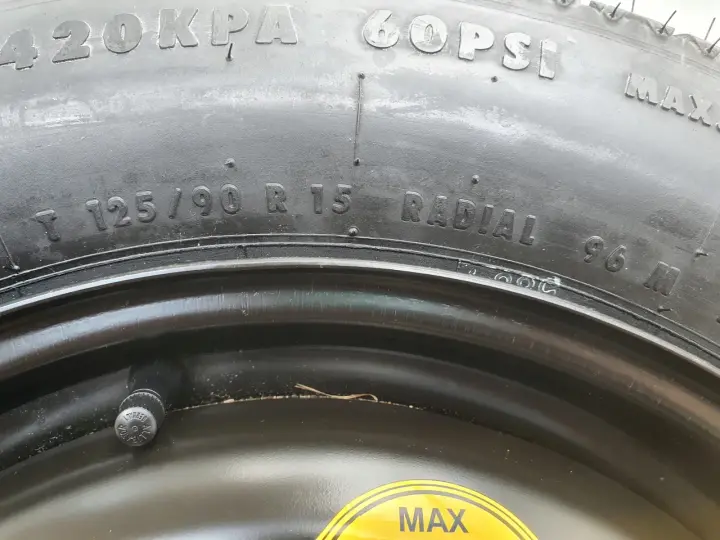 420KPA 60PSI MAX.
T 125/90 R 15 RADIAL 96 M
MAX